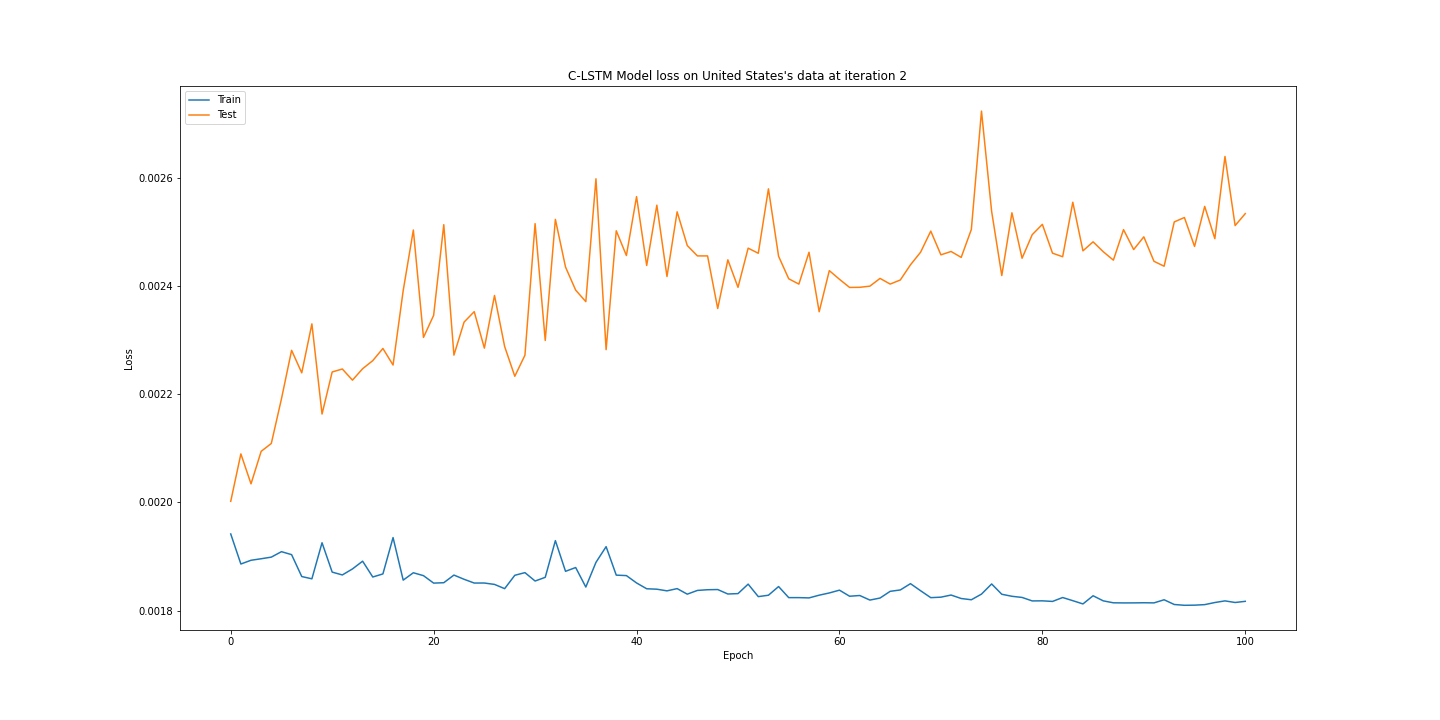 C-LSTM Model loss on United States's data at iteration 2
Train
Test
0.0026
0.0024
0.0022
0.0020
0.0018
Loss
0 20 40 60 80 100
Epoch